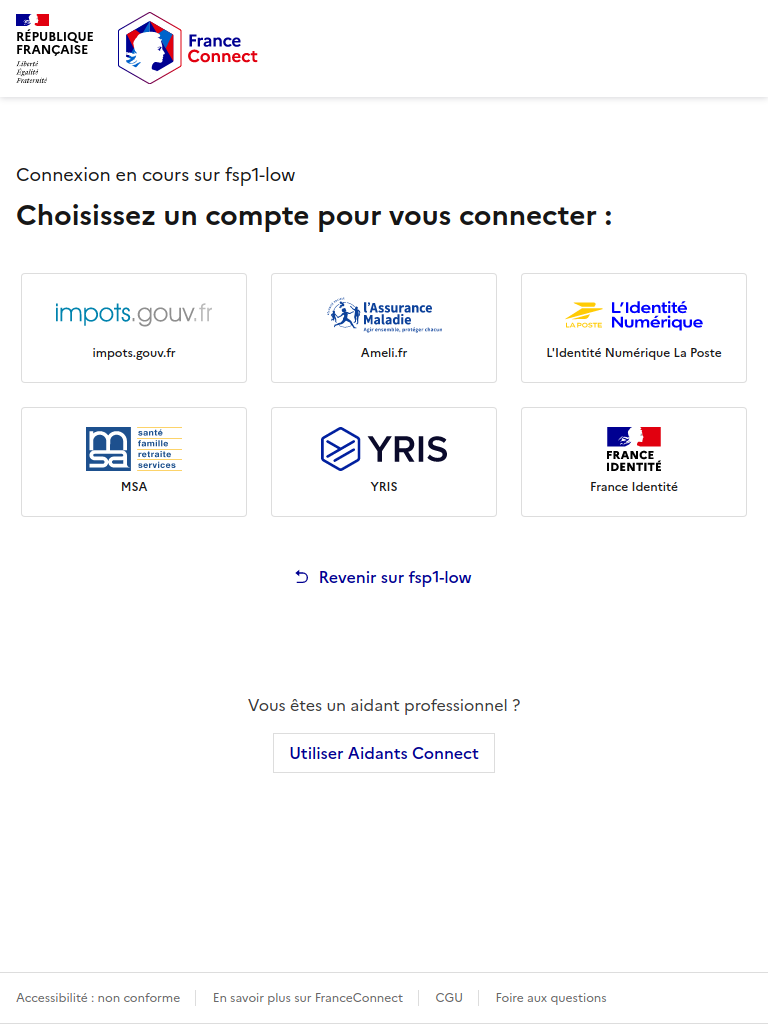 RÉPUBLIQUE
FRANÇAISE
Liberté
Égalité
Fraternité
France
Connect
Connexion en cours sur fsp1-low
Choisissez un compte pour vous connecter :
impots.gouv.fr
impots.gouv.fr
l'Assurance
Maladie
Agir ensemble, protéger chacun
Ameli.fr
LA POSTE
L'Identité
Numérique
L'Identité Numérique La Poste
msa
santé
famille
retraite
services
MSA
YRIS
YRIS
FRANCE
IDENTITÉ
France Identité
Revenir sur fsp1-low
Vous êtes un aidant professionnel ?
Utiliser Aidants Connect
Accessibilité : non conforme
En savoir plus sur FranceConnect
CGU
Foire aux questions